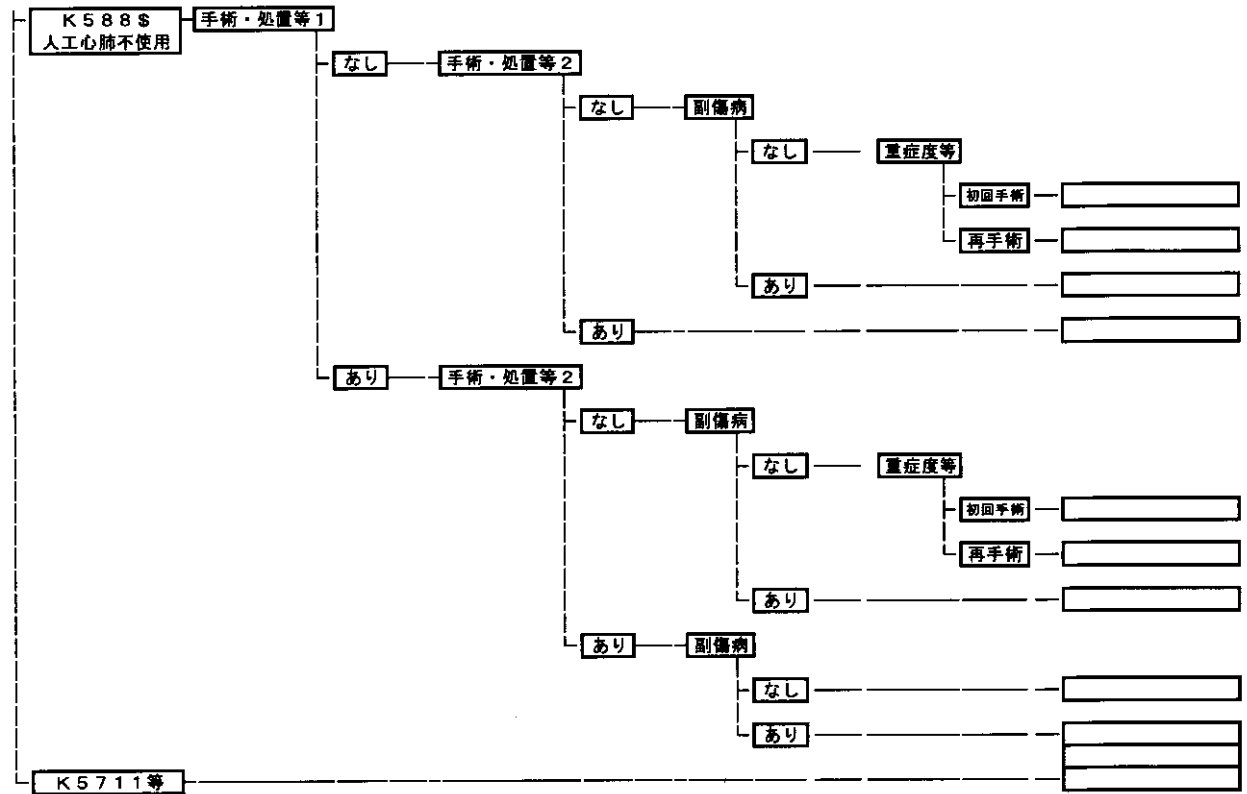 K588$ 手術・処置等1
人工心肺不使用
なし 手術・処置等2
なし 副傷病
なし 重症度等
初回手術
再手術
あり
あり
あり 手術・処置等2
なし 副傷病
なし 重症度等
初回手術
再手術
あり
あり 副傷病
なし
あり
K5711等